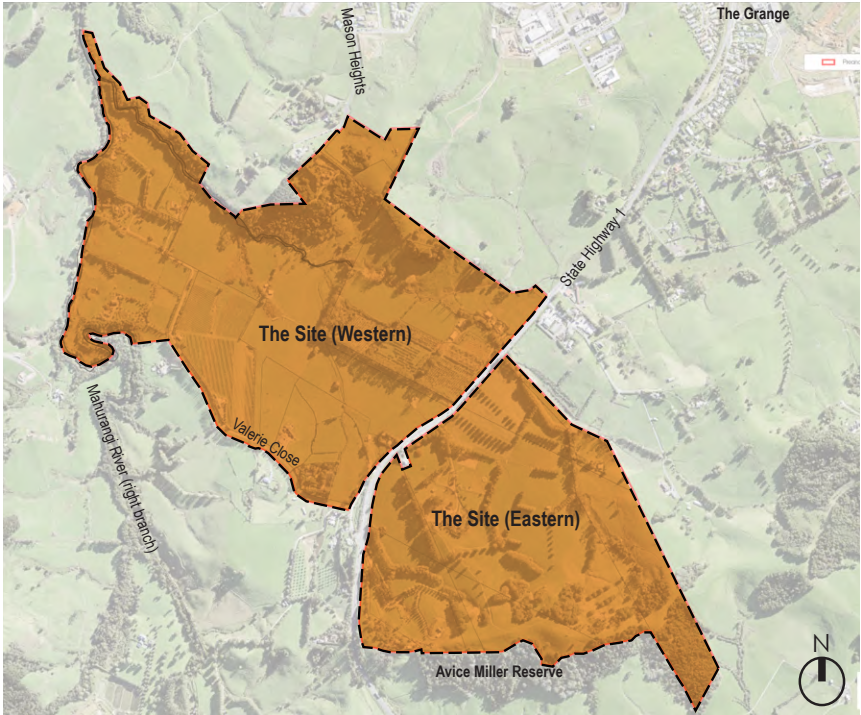 The Grange
Mason Heights
State Highway 1
The Site (Western)
Valerie Close
Mahurangi River (right branch)
The Site (Eastern)
Avice Miller Reserve
N